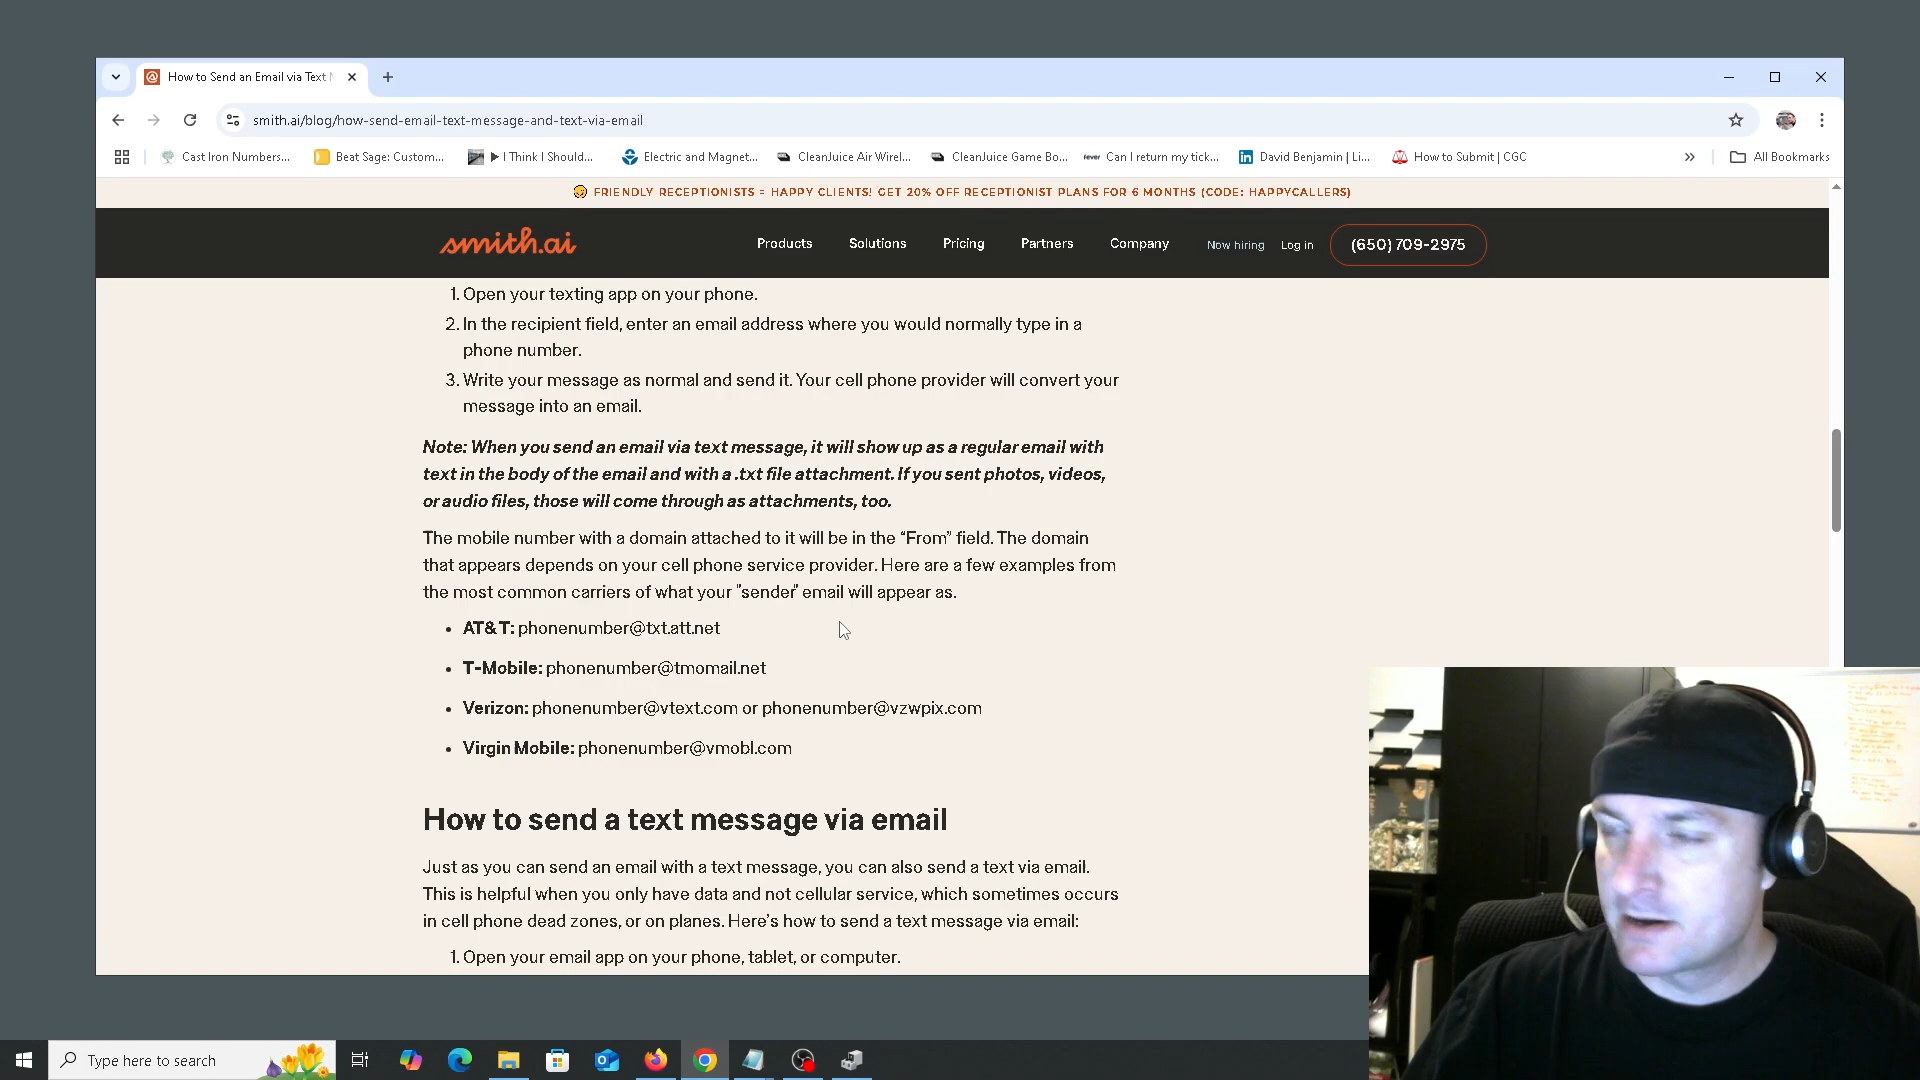 How to Send an Email via Text
smith.ai/blog/how-send-email-text-message-and-text-via-email
Cast Iron Numbers...
Beat Sage: Custom...
I Think I Should...
Electric and Magnet...
CleanJuice Air Wirel...
CleanJuice Game Bo...
fever Can I return my tick...
David Benjamin | Li...
How to Submit | CGC
»
All Bookmarks
FRIENDLY RECEPTIONISTS = HAPPY CLIENTS! GET 20% OFF RECEPTIONIST PLANS FOR 6 MONTHS (CODE: HAPPYCALLERS)
smith.ai
Products
Solutions
Pricing
Partners
Company
Now hiring
Log in
(650) 709-2975
1. Open your texting app on your phone.
2. In the recipient field, enter an email address where you would normally type in a
phone number.
3. Write your message as normal and send it. Your cell phone provider will convert your
message into an email.
Note: When you send an email via text message, it will show up as a regular email with
text in the body of the email and with a .txt file attachment. If you sent photos, videos,
or audio files, those will come through as attachments, too.
The mobile number with a domain attached to it will be in the “From” field. The domain
that appears depends on your cell phone service provider. Here are a few examples from
the most common carriers of what your "sender" email will appear as.
• AT&T: phonenumber@txt.att.net
• T-Mobile: phonenumber@tmomail.net
• Verizon: phonenumber@vtext.com or phonenumber@vzwpix.com
• Virgin Mobile: phonenumber@vmobl.com
How to send a text message via email
Just as you can send an email with a text message, you can also send a text via email.
This is helpful when you only have data and not cellular service, which sometimes occurs
in cell phone dead zones, or on planes. Here’s how to send a text message via email:
1. Open your email app on your phone, tablet, or computer.
Type here to search